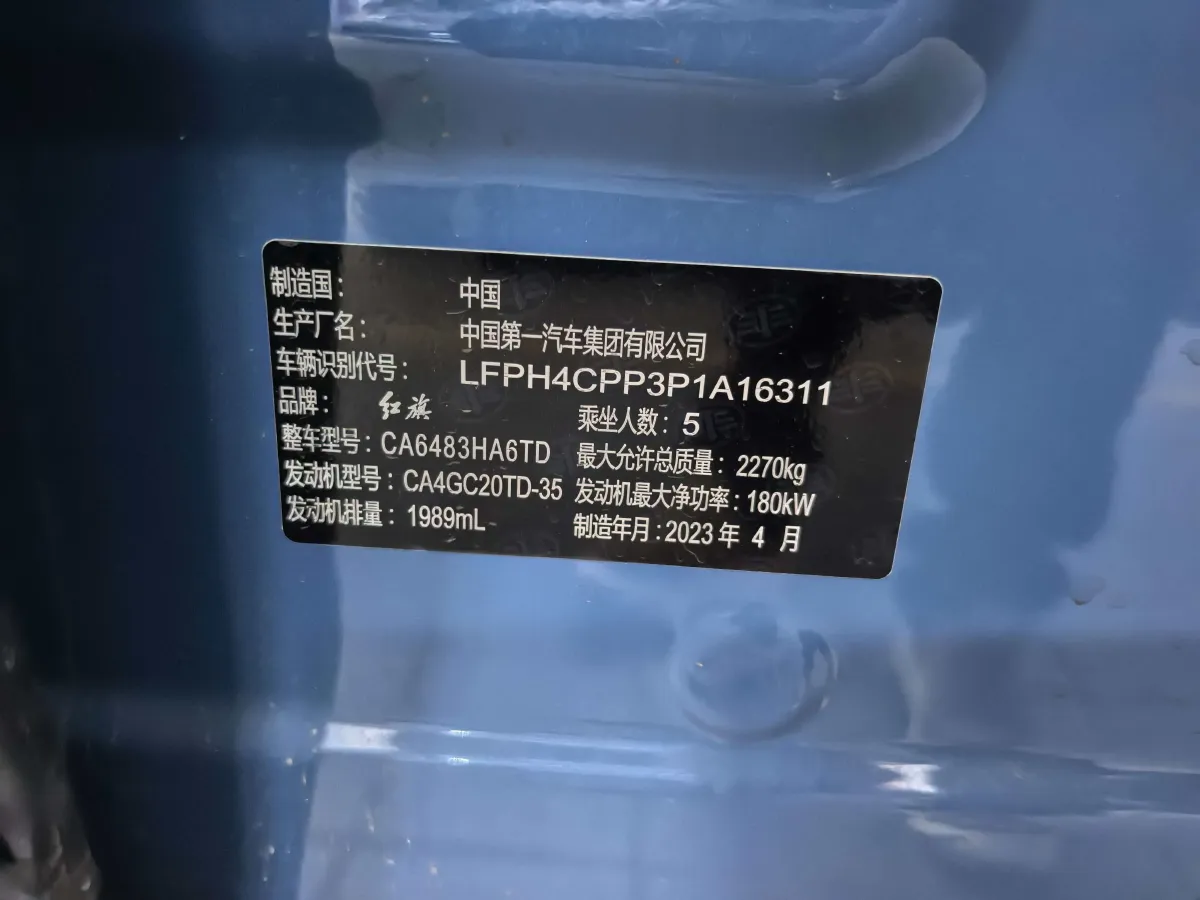 制造国： 中国
生产厂名： 中国第一汽车集团有限公司
车辆识别代号： LFPH4CPP3P1A16311
品牌： 红旗 乘坐人数：5
整车型号：CA6483HA6TD 最大允许总质量：2270kg
发动机型号：CA4GC20TD-35 发动机最大净功率：180kW
发动机排量：1989mL 制造年月：2023年 4 月